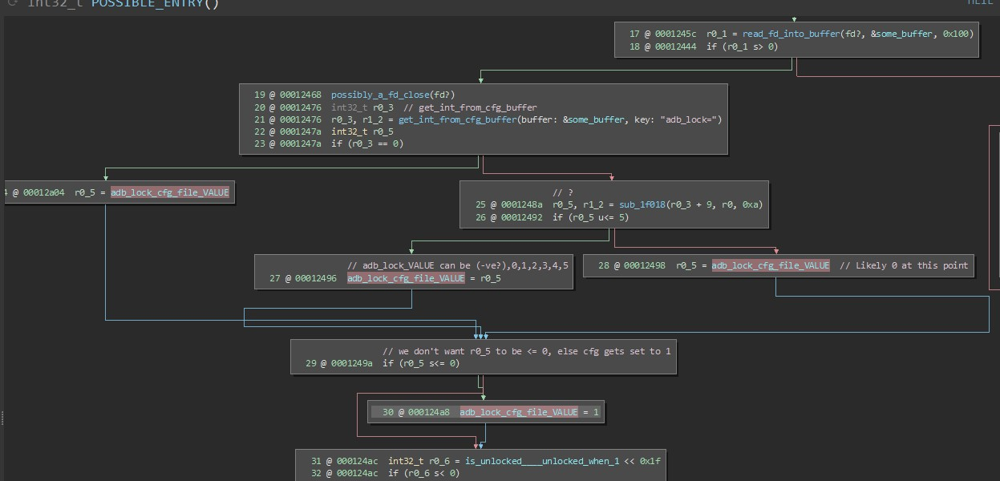 int32_t POSSIBLE_ENTRY()
HLIL
17 @ 0001245c  r0_1 = read_fd_into_buffer(fd?, &some_buffer, 0x100)
18 @ 00012444  if (r0_1 s> 0)
19 @ 00012468  possibly_a_fd_close(fd?)
20 @ 00012476  int32_t r0_3  // get_int_from_cfg_buffer
21 @ 00012476  r0_3, r1_2 = get_int_from_cfg_buffer(buffer: &some_buffer, key: "adb_lock=")
22 @ 0001247a  int32_t r0_5
23 @ 0001247a  if (r0_3 == 0)
4 @ 00012a04  r0_5 = adb_lock_cfg_file_VALUE
// ?
25 @ 0001248a  r0_5, r1_2 = sub_1f018(r0_3 + 9, r0, 0xa)
26 @ 00012492  if (r0_5 u<= 5)
// adb_lock_VALUE can be (-ve?),0,1,2,3,4,5
27 @ 00012496  adb_lock_cfg_file_VALUE = r0_5
28 @ 00012498  r0_5 = adb_lock_cfg_file_VALUE  // Likely 0 at this point
// we don't want r0_5 to be <= 0, else cfg gets set to 1
29 @ 0001249a  if (r0_5 s<= 0)
30 @ 000124a8  adb_lock_cfg_file_VALUE = 1
31 @ 000124ac  int32_t r0_6 = is_unlocked____unlocked_when_1 << 0x1f
32 @ 000124ac  if (r0_6 s< 0)